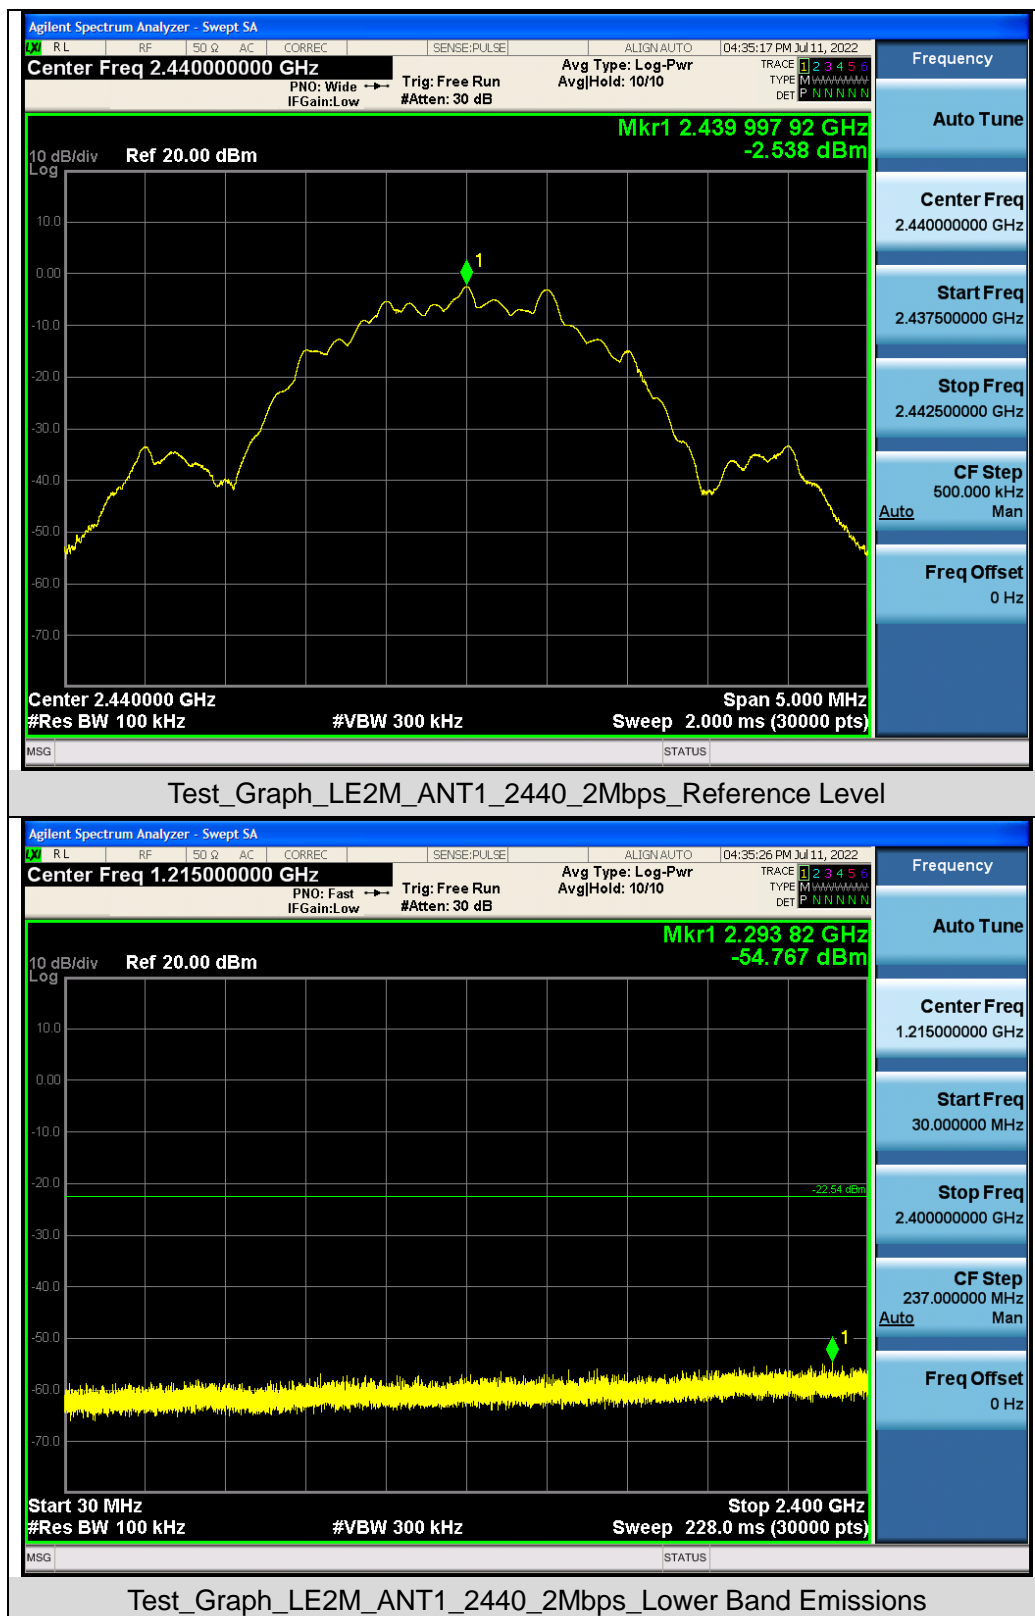 Agilent Spectrum Analyzer - Swept SA
LXI RL RF 50 Ω AC CORREC SENSE:PULSE ALIGN AUTO 04:35:17 PM Jul 11, 2022
Center Freq 2.440000000 GHz
PNO: Wide
IFGain:Low
Trig: Free Run
#Atten: 30 dB
Avg Type: Log-Pwr
Avg|Hold: 10/10
TRACE 1 2 3 4 5 6
TYPE M
DET P N N N N N
Mkr1 2.439 997 92 GHz
-2.538 dBm
10 dB/div Ref 20.00 dBm
Log
10.0
0.00
-10.0
-20.0
-30.0
-40.0
-50.0
-60.0
-70.0
1
Center 2.440000 GHz Span 5.000 MHz
#Res BW 100 kHz #VBW 300 kHz Sweep 2.000 ms (30000 pts)
MSG STATUS
Frequency
Auto Tune
Center Freq
2.440000000 GHz
Start Freq
2.437500000 GHz
Stop Freq
2.442500000 GHz
CF Step
500.000 kHz
Auto Man
Freq Offset
0 Hz
Test_Graph_LE2M_ANT1_2440_2Mbps_Reference Level
Agilent Spectrum Analyzer - Swept SA
LXI RL RF 50 Ω AC CORREC SENSE:PULSE ALIGN AUTO 04:35:26 PM Jul 11, 2022
Center Freq 1.215000000 GHz
PNO: Fast
IFGain:Low
Trig: Free Run
#Atten: 30 dB
Avg Type: Log-Pwr
Avg|Hold: 10/10
TRACE 1 2 3 4 5 6
TYPE M
DET P N N N N N
Mkr1 2.293 82 GHz
-54.767 dBm
10 dB/div Ref 20.00 dBm
Log
10.0
0.00
-10.0
-20.0
-30.0
-40.0
-50.0
-60.0
-70.0
-22.54 dBm
1
Start 30 MHz Stop 2.400 GHz
#Res BW 100 kHz #VBW 300 kHz Sweep 228.0 ms (30000 pts)
MSG STATUS
Frequency
Auto Tune
Center Freq
1.215000000 GHz
Start Freq
30.000000 MHz
Stop Freq
2.400000000 GHz
CF Step
237.000000 MHz
Auto Man
Freq Offset
0 Hz
Test_Graph_LE2M_ANT1_2440_2Mbps_Lower Band Emissions